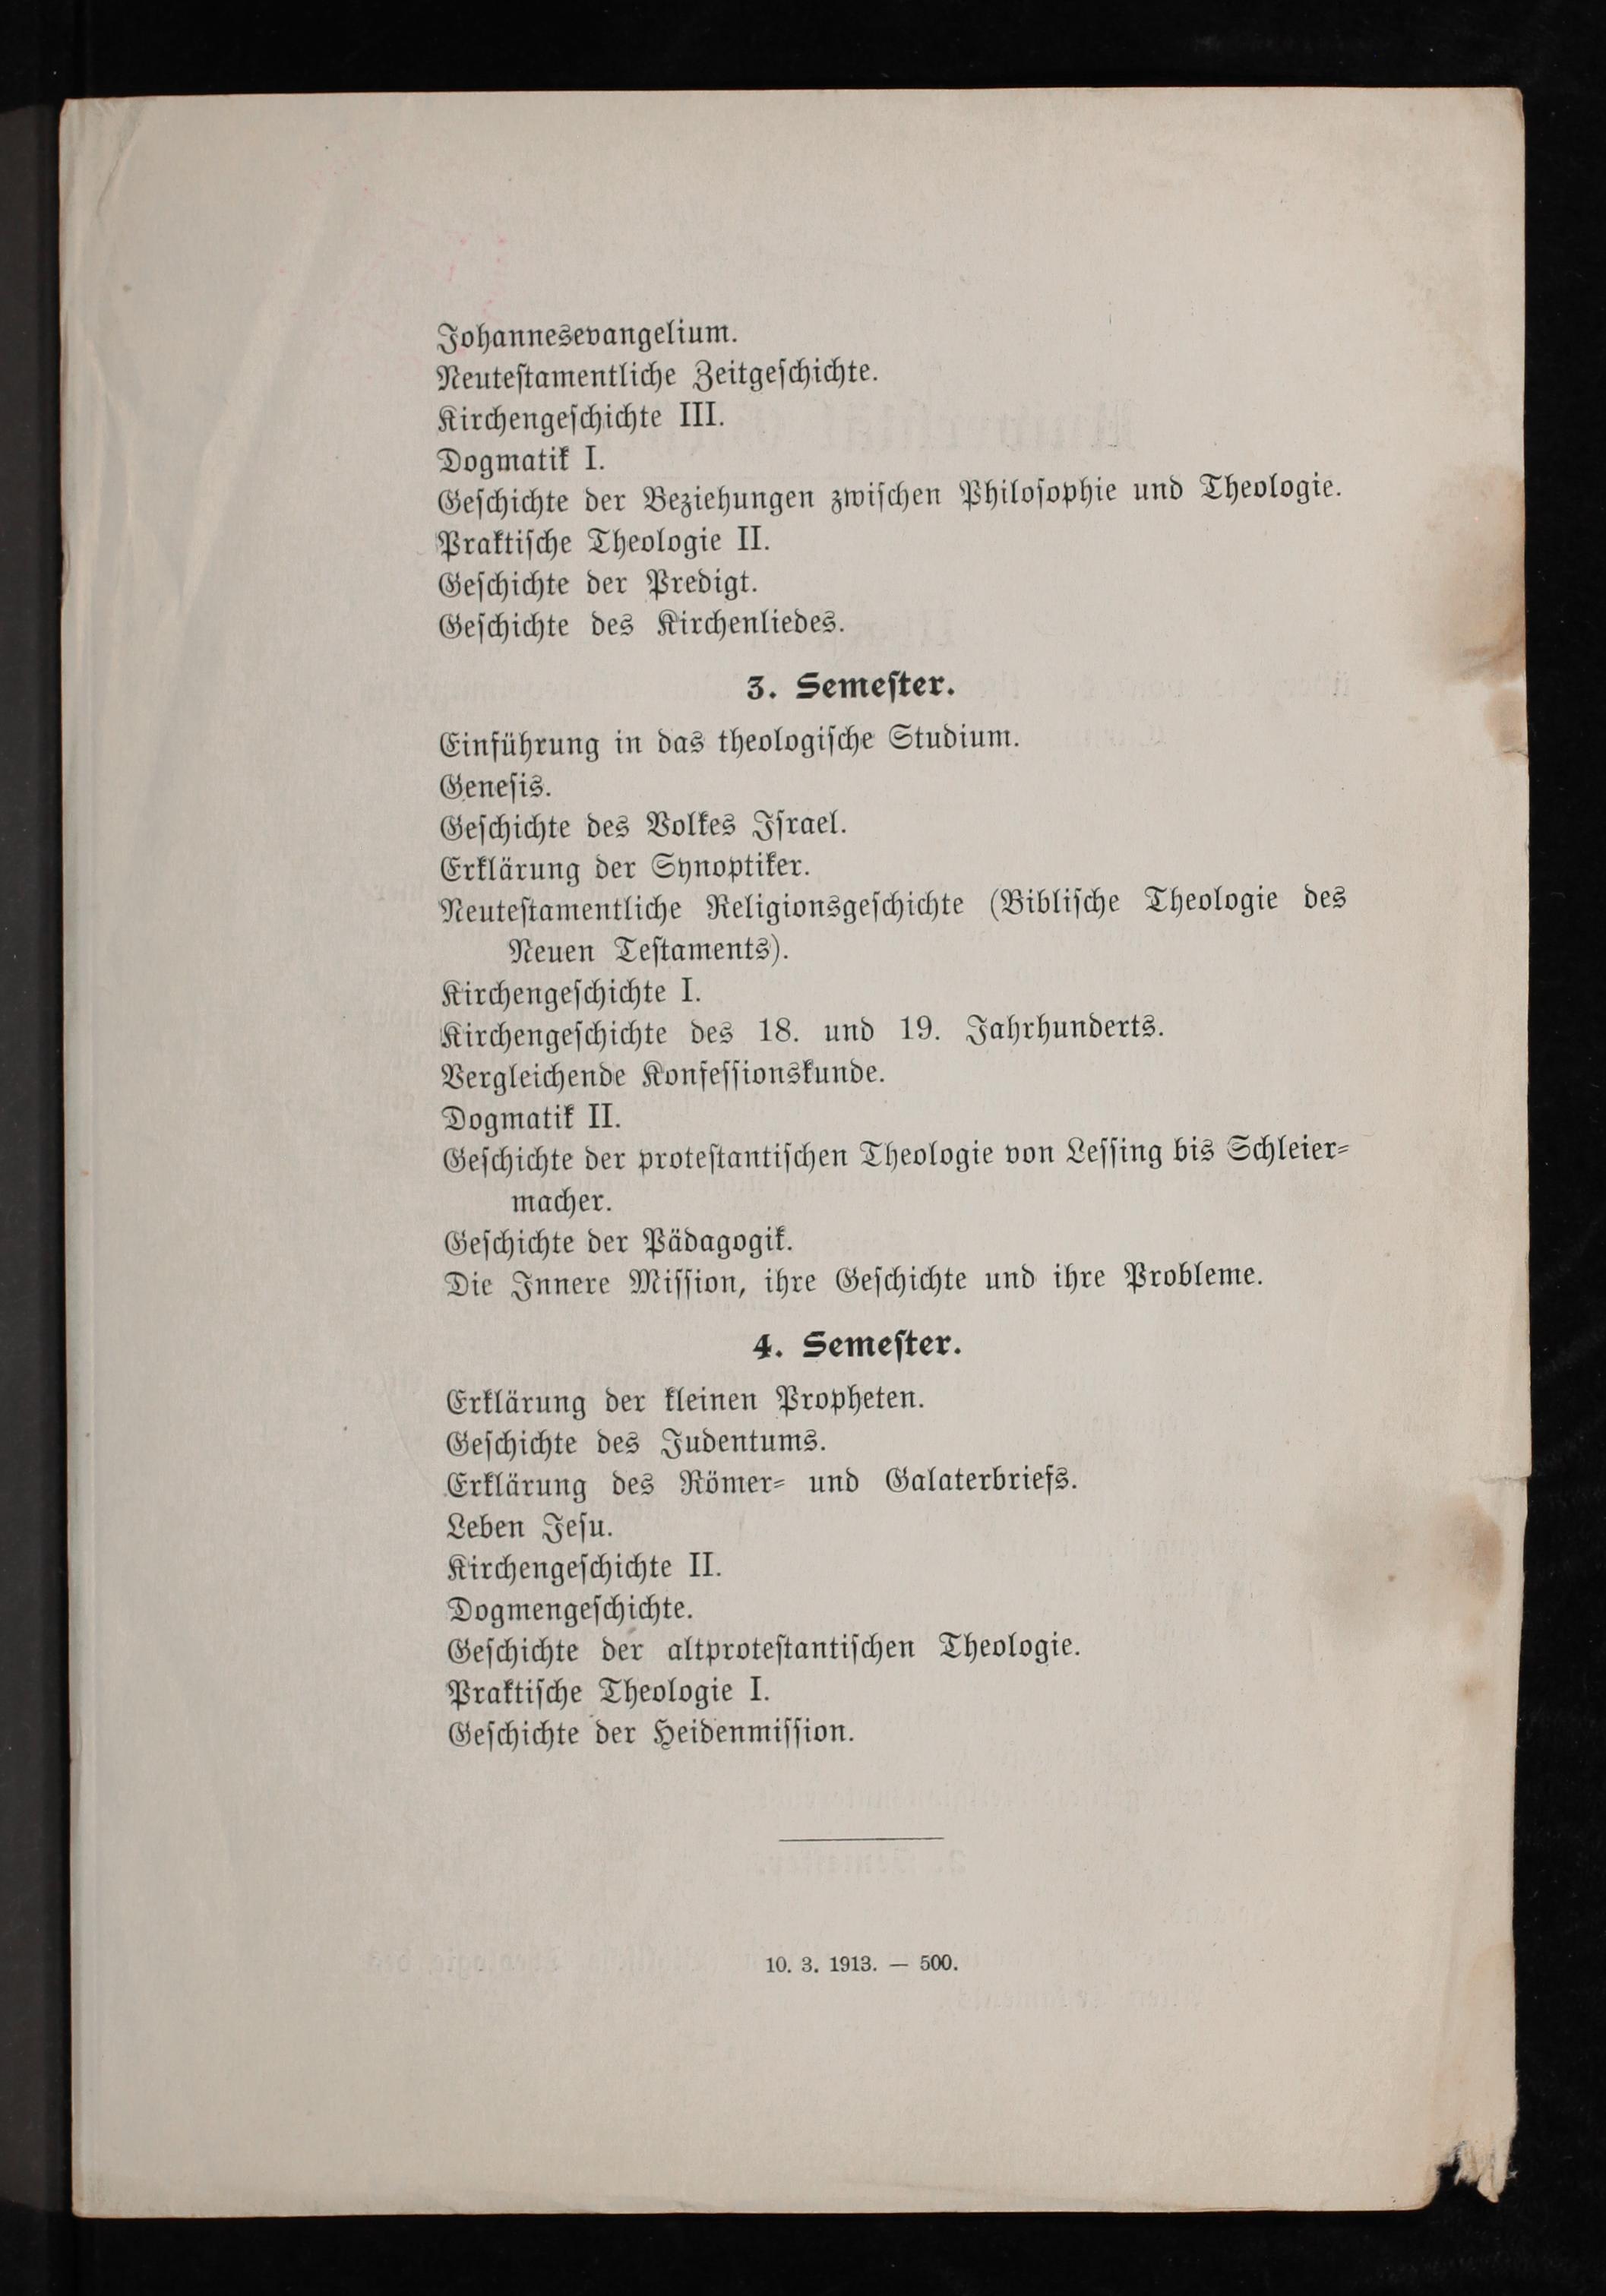 Johannesevangelium.
Neuteſtamentliche Zeitgeſchichte.
Kirchengeſchichte III.
Dogmatik I.
Geſchichte der Beziehungen zwiſchen Philoſophie und Theologie.
Praktiſche Theologie II.
Geſchichte der Predigt.
Geſchichte des Kirchenliedes.
3. Semeſter.
Einführung in das theologiſche Studium.
Geneſis.
Geſchichte des Volkes Iſrael.
Erklärung der Synoptiker.
Neuteſtamentliche Religionsgeſchichte (Bibliſche Theologie des
Neuen Teſtaments).
Kirchengeſchichte I.
Kirchengeſchichte des 18. und 19. Jahrhunderts.
Vergleichende Konfeſſionskunde.
Dogmatik II.
Geſchichte der proteſtantiſchen Theologie von Leſſing bis Schleier⸗
macher.
Geſchichte der Pädagogik.
Die Innere Miſſion, ihre Geſchichte und ihre Probleme.
4. Semeſter.
Erklärung der kleinen Propheten.
Geſchichte des Judentums.
Erklärung des Römer⸗ und Galaterbriefs.
Leben Jeſu.
Kirchengeſchichte II.
Dogmengeſchichte.
Geſchichte der altproteſtantiſchen Theologie.
Praktiſche Theologie I.
Geſchichte der Heidenmiſſion.
10. 3. 1913. — 500.